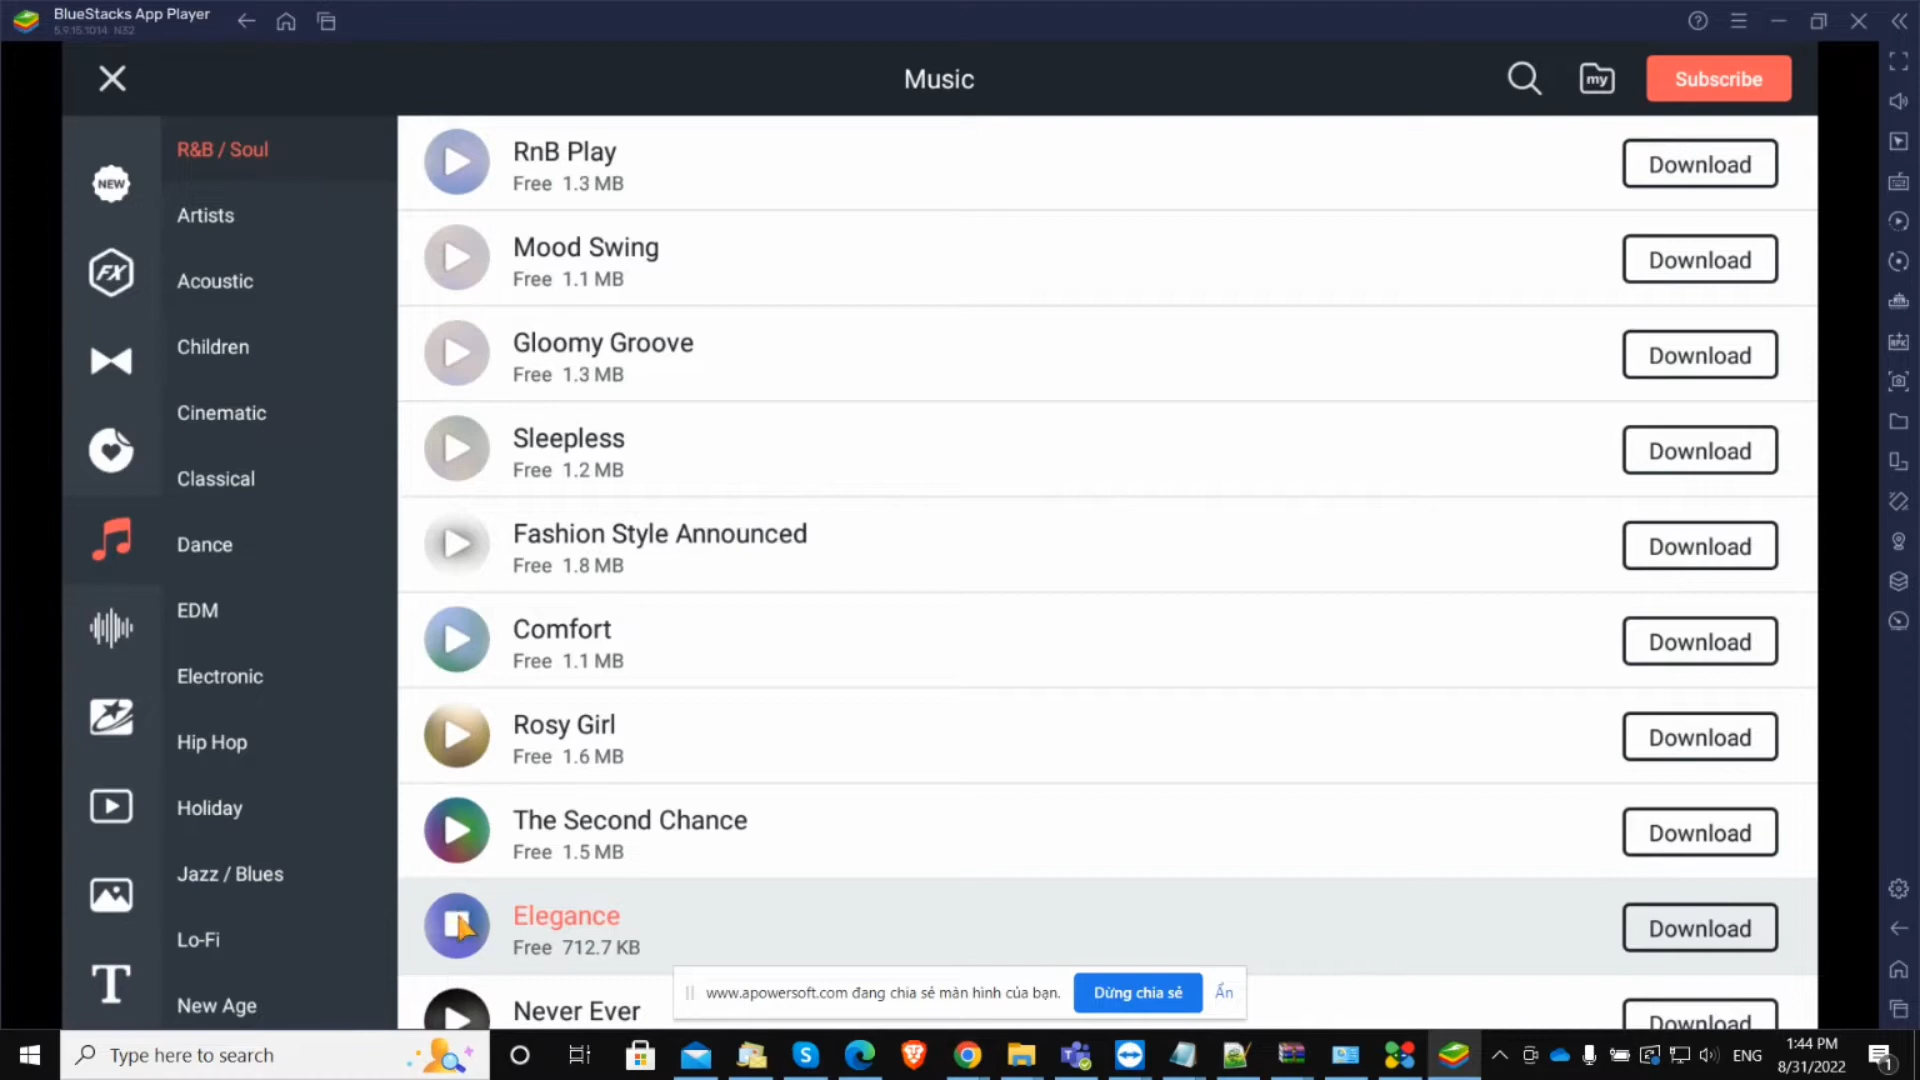 BlueStacks App Player
5.9.15.1014 N32
Music
my
Subscribe
NEW
FX
T
R&B / Soul
Artists
Acoustic
Children
Cinematic
Classical
Dance
EDM
Electronic
Hip Hop
Holiday
Jazz / Blues
Lo-Fi
New Age
RnB Play
Free 1.3 MB
Download
Mood Swing
Free 1.1 MB
Download
Gloomy Groove
Free 1.3 MB
Download
Sleepless
Free 1.2 MB
Download
Fashion Style Announced
Free 1.8 MB
Download
Comfort
Free 1.1 MB
Download
Rosy Girl
Free 1.6 MB
Download
The Second Chance
Free 1.5 MB
Download
Elegance
Free 712.7 KB
Download
Never Ever
Download
www.apowersoft.com đang chia sẻ màn hình của bạn.
Dừng chia sẻ
Ẩn
Type here to search
ENG
1:44 PM
8/31/2022
1